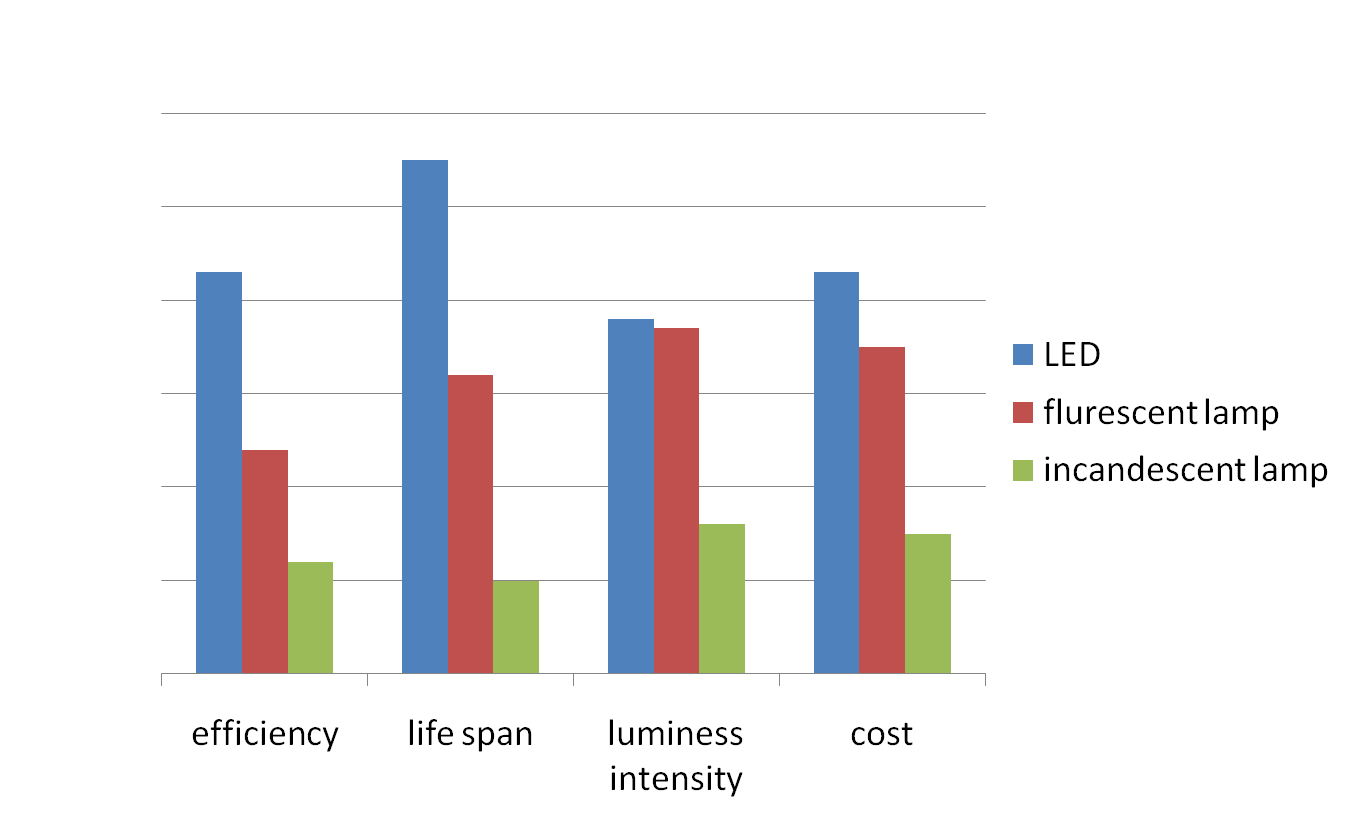 LED
flurescent lamp
incandescent lamp
efficiency
life span
luminess
intensity
cost